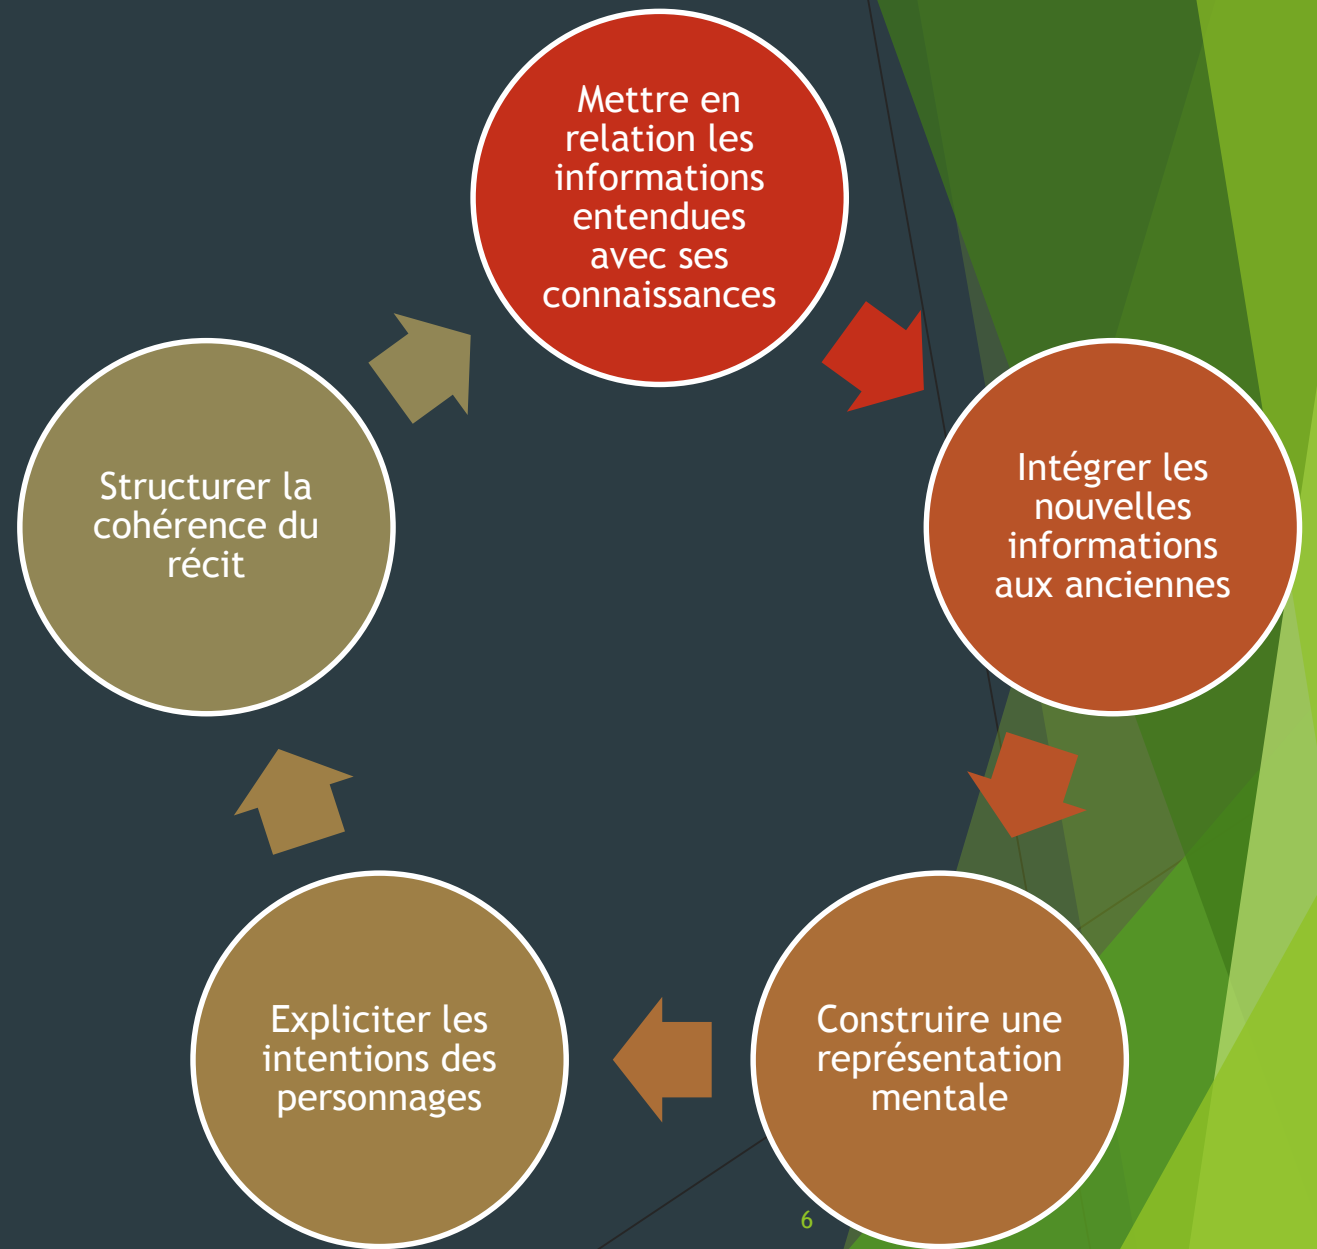 Mettre en
relation les
informations
entendues
avec ses
connaissances
Intégrer les
nouvelles
informations
aux anciennes
Construire une
représentation
mentale
Expliciter les
intentions des
personnages
Structurer la
cohérence du
récit
6